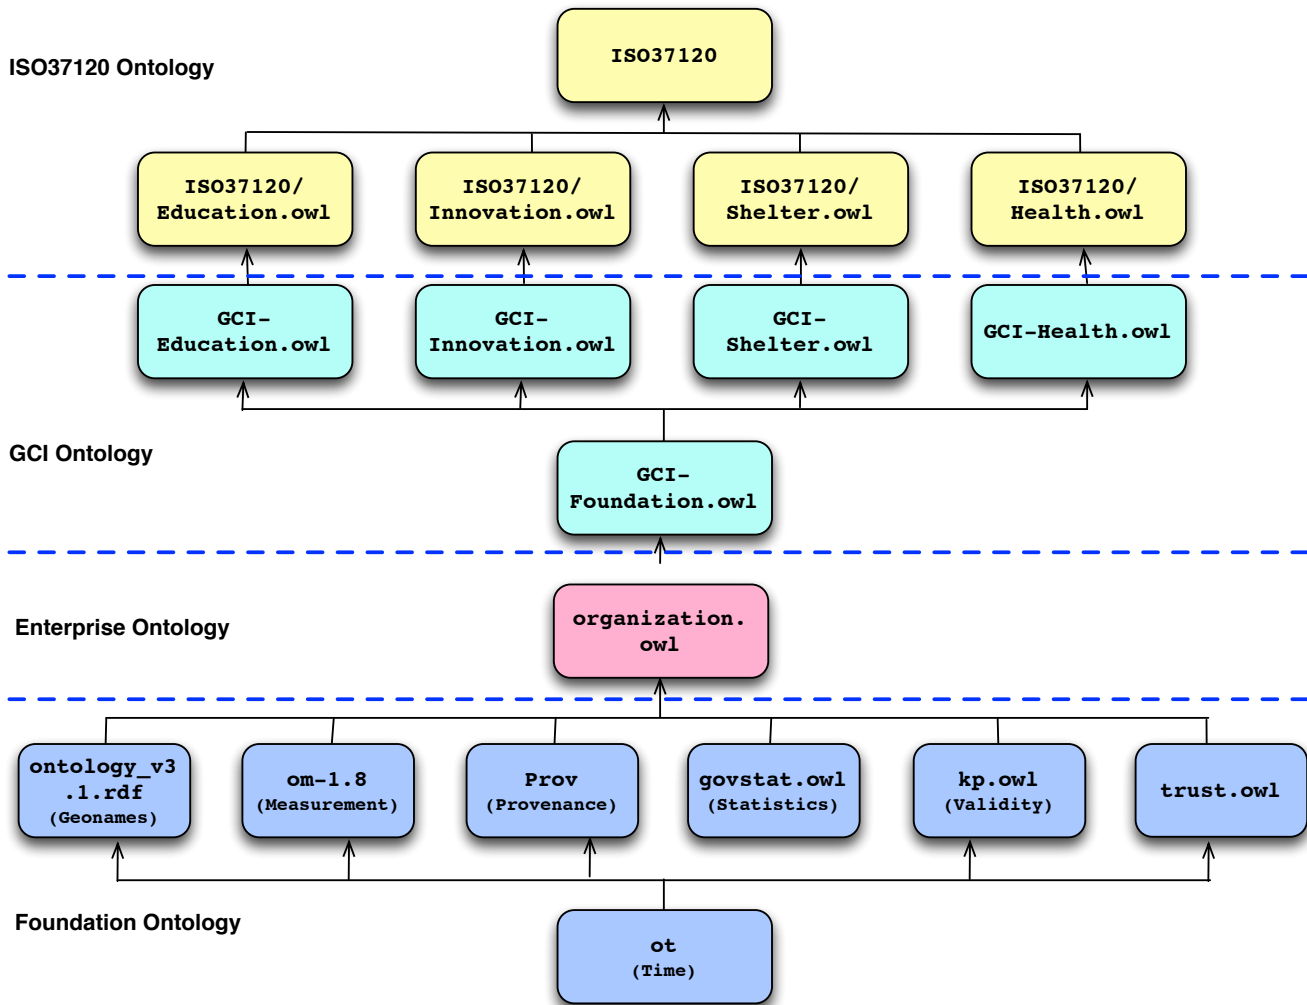 ISO37120
ISO37120 Ontology
ISO37120/
Education.owl
ISO37120/
Innovation.owl
ISO37120/
Shelter.owl
ISO37120/
Health.owl
GCI-
Education.owl
GCI-
Innovation.owl
GCI-
Shelter.owl
GCI-Health.owl
GCI Ontology
GCI-
Foundation.owl
Enterprise Ontology
organization.
owl
ontology_v3
.1.rdf
(Geonames)
om-1.8
(Measurement)
Prov
(Provenance)
govstat.owl
(Statistics)
kp.owl
(Validity)
trust.owl
Foundation Ontology
ot
(Time)